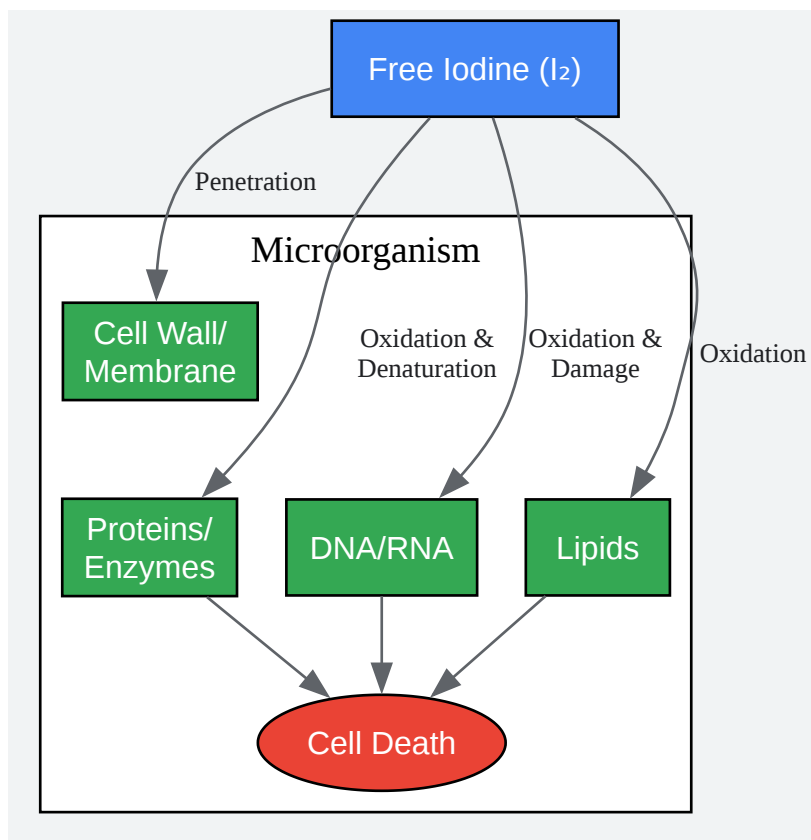 Free Iodine (I₂)
Penetration
Microorganism
Cell Wall/
Membrane
Oxidation &
Denaturation
Oxidation &
Damage
Oxidation
Proteins/
Enzymes
DNA/RNA
Lipids
Cell Death